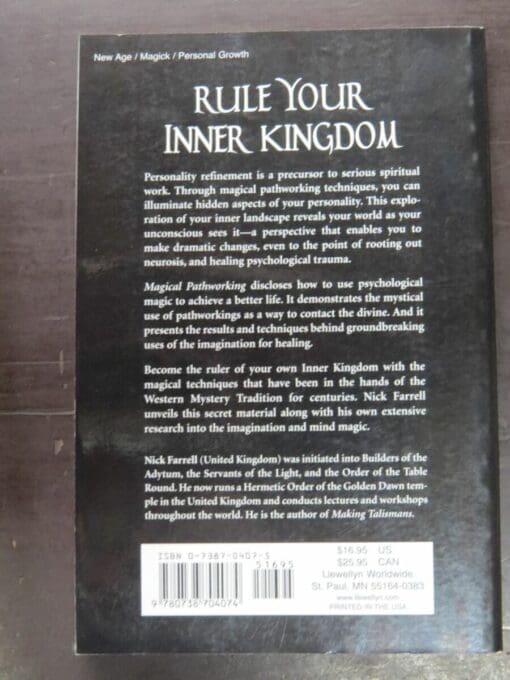 New Age / Magick / Personal Growth
RULE YOUR
INNER KINGDOM
Personality refinement is a precursor to serious spiritual
work. Through magical pathworking techniques, you can
illuminate hidden aspects of your personality. This explo-
ration of your inner landscape reveals your world as your
unconscious sees it—a perspective that enables you to
make dramatic changes, even to the point of rooting out
neurosis, and healing psychological trauma.
Magical Pathworking discloses how to use psychological
magic to achieve a better life. It demonstrates the mystical
use of pathworkings as a way to contact the divine. And it
presents the results and techniques behind groundbreaking
uses of the imagination for healing.
Become the ruler of your own Inner Kingdom with the
magical techniques that have been in the hands of the
Western Mystery Tradition for centuries. Nick Farrell
unveils this secret material along with his own extensive
research into the imagination and mind magic.
Nick Farrell (United Kingdom) was initiated into Builders of the
Adytum, the Servants of the Light, and the Order of the Table
Round. He now runs a Hermetic Order of the Golden Dawn tem-
ple in the United Kingdom and conducts lectures and workshops
throughout the world. He is the author of Making Talismans.
ISBN 0-7387-0407-5
51695
9 780738 704074
$16.95 US
$25.95 CAN
Llewellyn Worldwide
St. Paul, MN 55164-0383
www.llewellyn.com
PRINTED IN THE USA